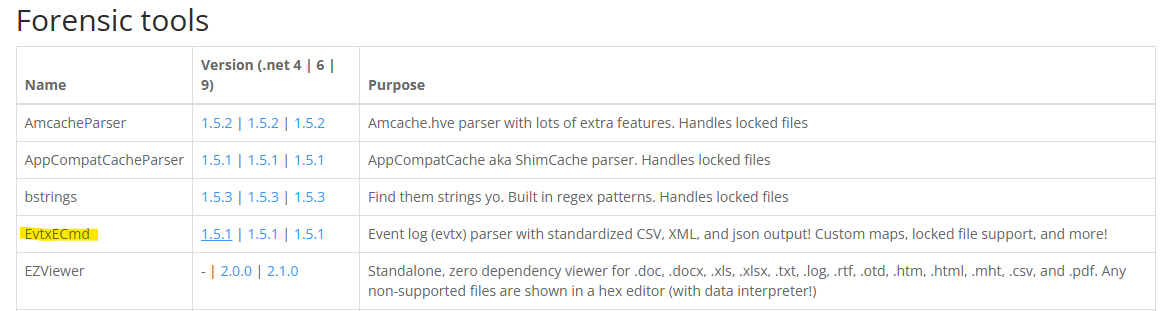 Forensic tools
Name
Version (.net 4 | 6 |
9)
Purpose
AmcacheParser
1.5.2 | 1.5.2 | 1.5.2
Amcache.hve parser with lots of extra features. Handles locked files
AppCompatCacheParser
1.5.1 | 1.5.1 | 1.5.1
AppCompatCache aka ShimCache parser. Handles locked files
bstrings
1.5.3 | 1.5.3 | 1.5.3
Find them strings yo. Built in regex patterns. Handles locked files
EvtxECmd
1.5.1 | 1.5.1 | 1.5.1
Event log (evtx) parser with standardized CSV, XML, and json output! Custom maps, locked file support, and more!
EZViewer
- | 2.0.0 | 2.1.0
Standalone, zero dependency viewer for .doc, .docx, .xls, .xlsx, .txt, .log, .rtf, .otd, .htm, .html, .mht, .csv, and .pdf. Any
non-supported files are shown in a hex editor (with data interpreter!)